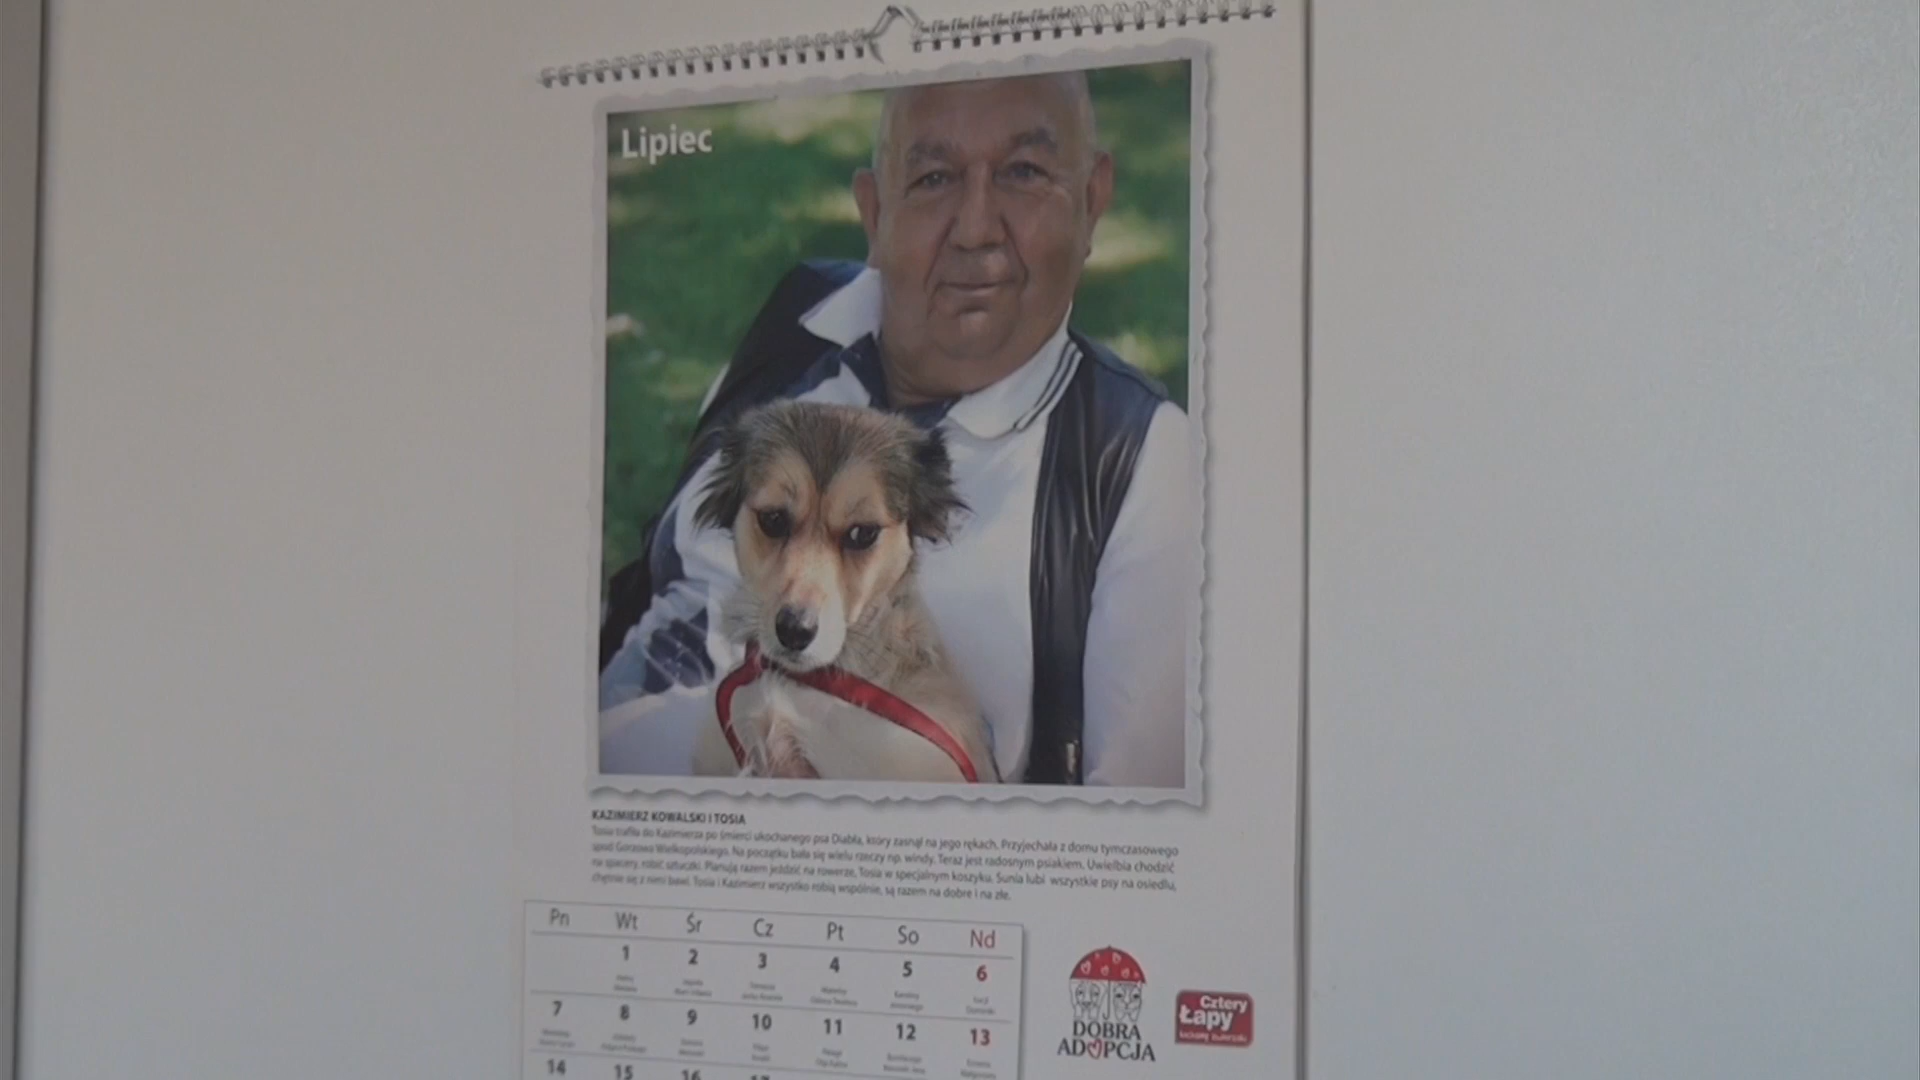 Lipiec
KAZIMIERZ KOWALSKI I TOSIA
Tosia trafiła do Kazimierza po śmierci ukochanego psa Diabła, który zasnął na jego rękach. Przyjechała z domu tymczasowego
spod Gorzowa Wielkopolskiego. Na początku bała się wielu rzeczy np. windy. Teraz jest radosnym psiakiem. Uwielbia chodzić
na spacery, robić sztuczki. Planują razem jeździć na rowerze, Tosia w specjalnym koszyku. Sunia lubi wszystkie psy na osiedlu,
chętnie się z nimi bawi. Tosia i Kazimierz wszystko robią wspólnie, są razem na dobre i na złe.
Pn Wt Śr Cz Pt So Nd
1 2 3 4 5 6
7 8 9 10 11 12 13
14 15 16 17
DOBRA
ADOPCJA
Cztery
Łapy